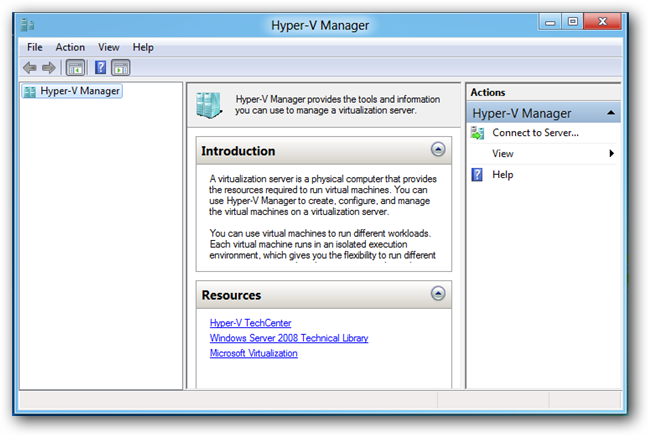 Hyper-V Manager
File Action View Help
Hyper-V Manager
Hyper-V Manager provides the tools and information
you can use to manage a virtualization server.
Introduction
A virtualization server is a physical computer that provides
the resources required to run virtual machines. You can
use Hyper-V Manager to create, configure, and manage
the virtual machines on a virtualization server.
You can use virtual machines to run different workloads.
Each virtual machine runs in an isolated execution
environment, which gives you the flexibility to run different
Resources
Hyper-V TechCenter
Windows Server 2008 Technical Library
Microsoft Virtualization
Actions
Hyper-V Manager
Connect to Server...
View
Help